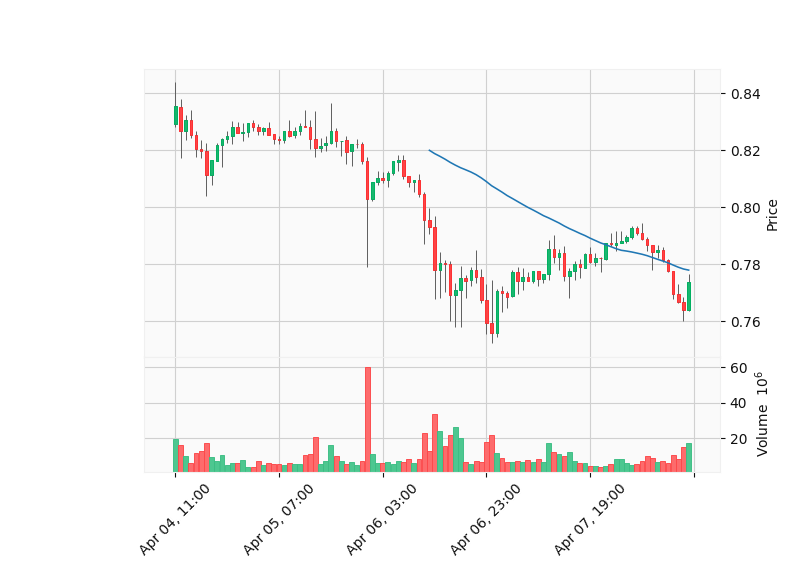 0.84
0.82
0.80
0.78
0.76
Price
60
40
20
Volume 10^6
Apr 04, 11:00
Apr 05, 07:00
Apr 06, 03:00
Apr 06, 23:00
Apr 07, 19:00